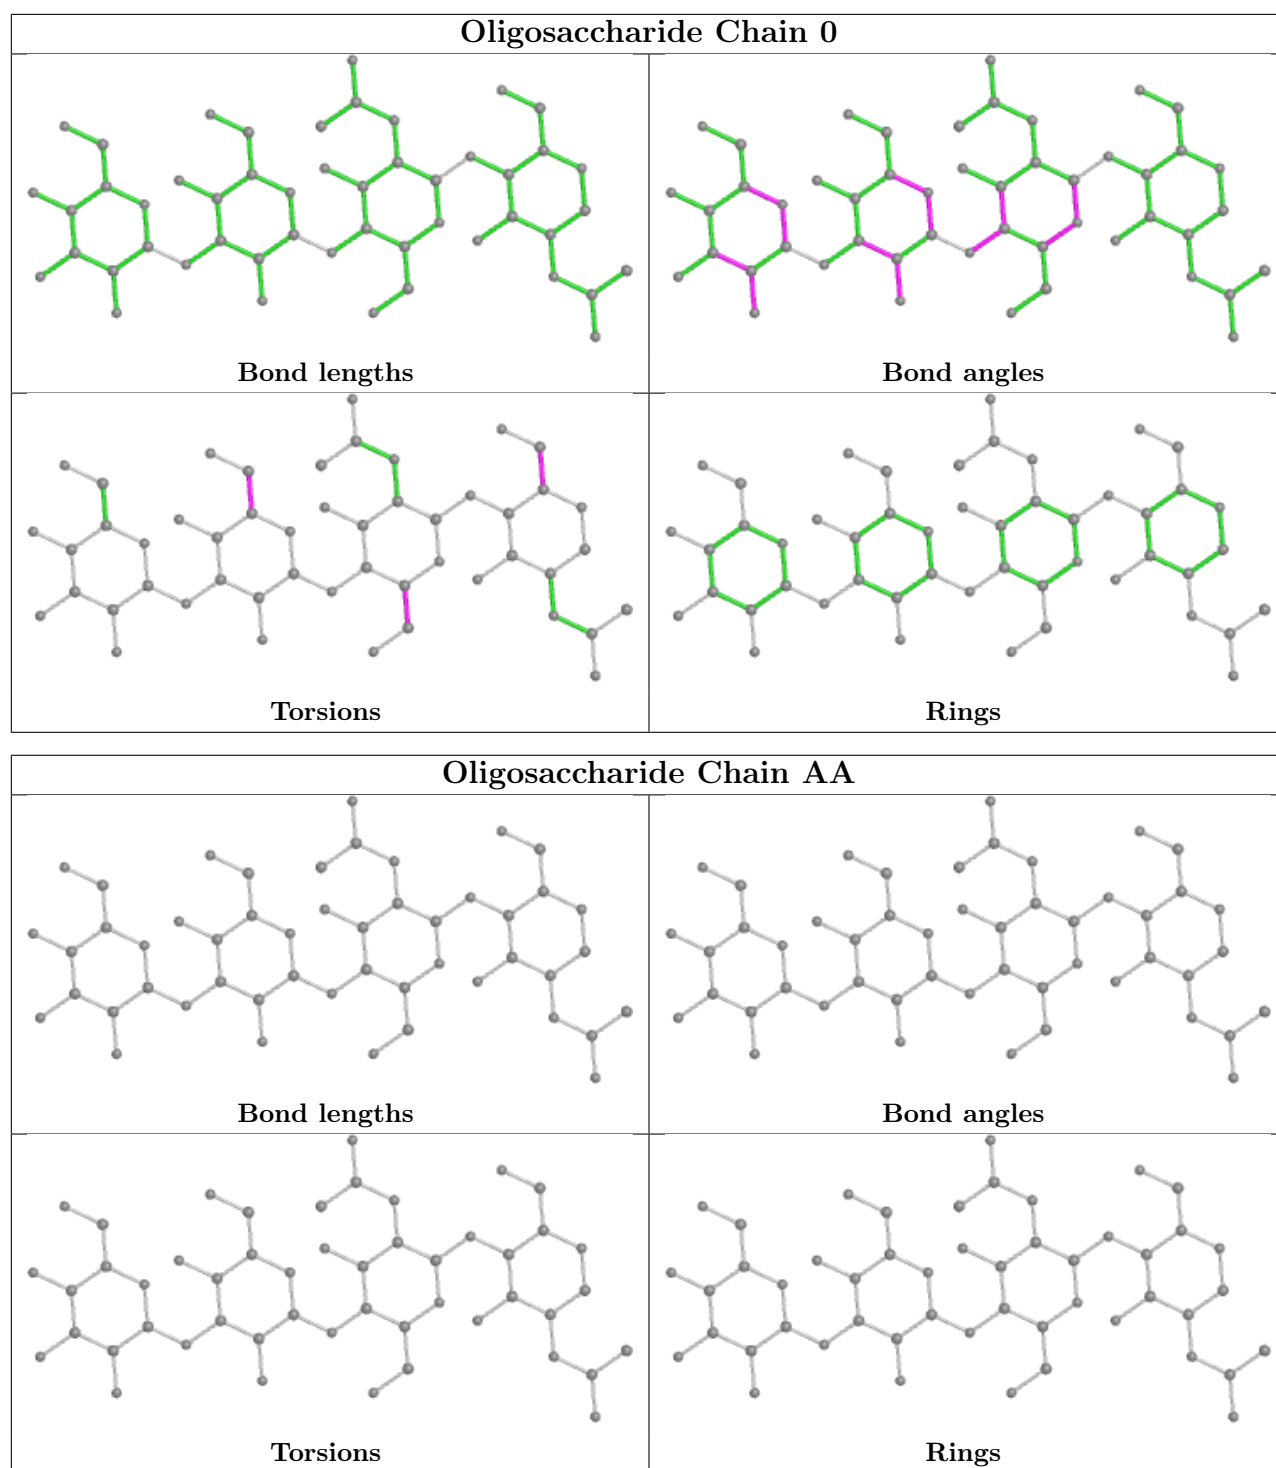 Oligosaccharide Chain 0
Bond lengths
Bond angles
Torsions
Rings
Oligosaccharide Chain AA
Bond lengths
Bond angles
Torsions
Rings